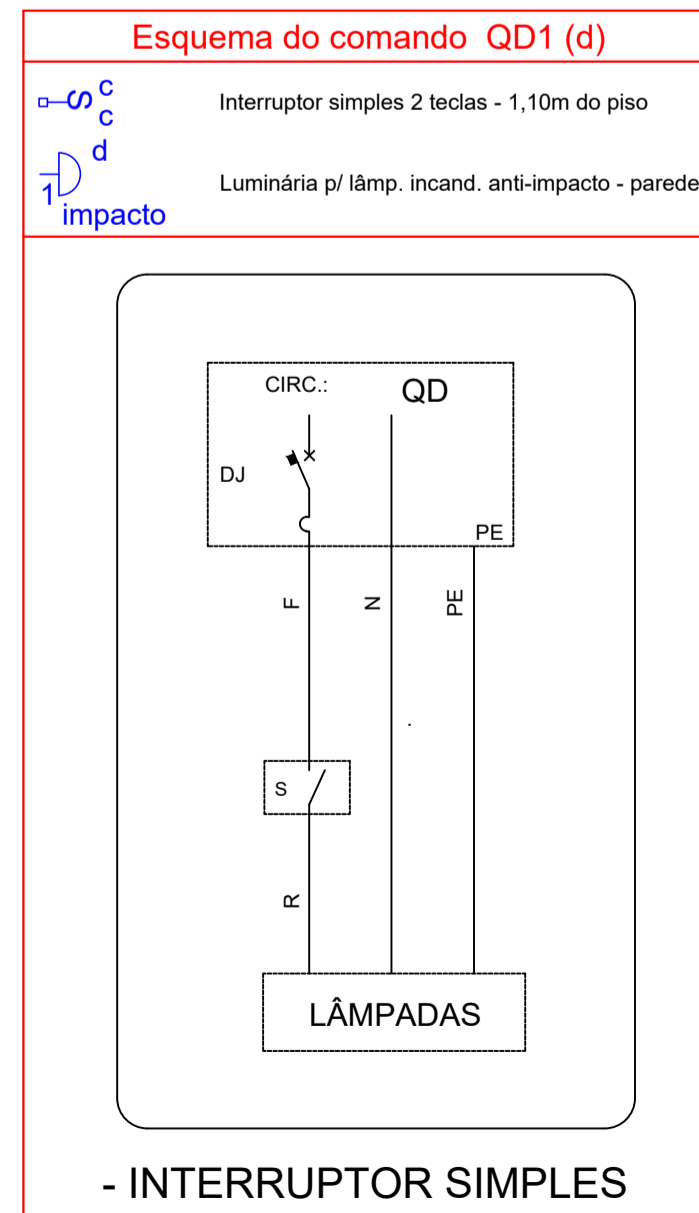 Esquema do comando QD1 (d)
S c
c
Interruptor simples 2 teclas - 1,10m do piso
d
1
impacto
Luminária p/ lâmp. incand. anti-impacto - parede
CIRC.: QD
DJ
PE
F N PE
S
R
LÂMPADAS
- INTERRUPTOR SIMPLES